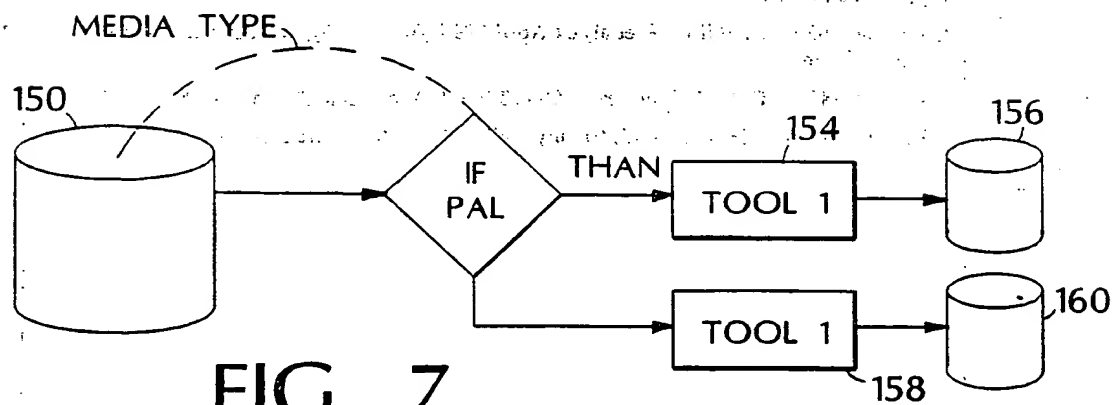 MEDIA TYPE
150
IF
PAL
THAN
154
TOOL 1
156
TOOL 1
158
160
FIG. 7